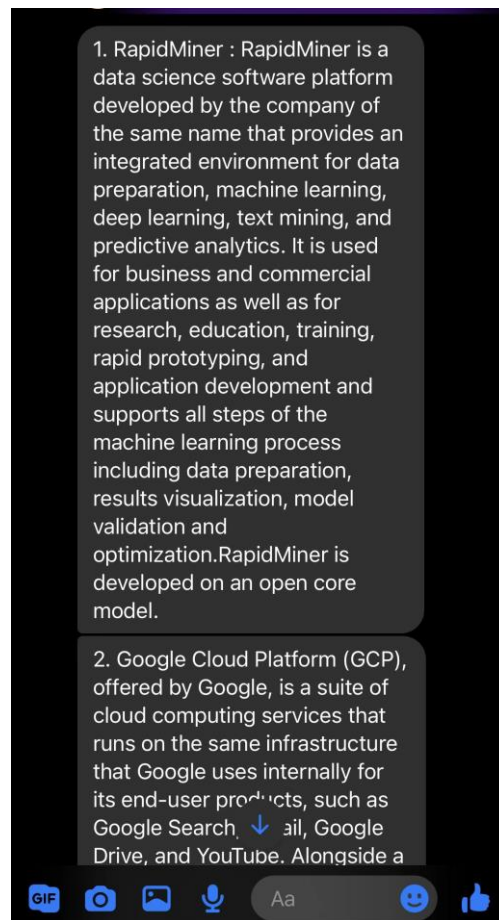 1. RapidMiner : RapidMiner is a
data science software platform
developed by the company of
the same name that provides an
integrated environment for data
preparation, machine learning,
deep learning, text mining, and
predictive analytics. It is used
for business and commercial
applications as well as for
research, education, training,
rapid prototyping, and
application development and
supports all steps of the
machine learning process
including data preparation,
results visualization, model
validation and
optimization.RapidMiner is
developed on an open core
model.
2. Google Cloud Platform (GCP),
offered by Google, is a suite of
cloud computing services that
runs on the same infrastructure
that Google uses internally for
its end-user products, such as
Google Search, ail, Google
Drive, and YouTube. Alongside a
GIF
Aa